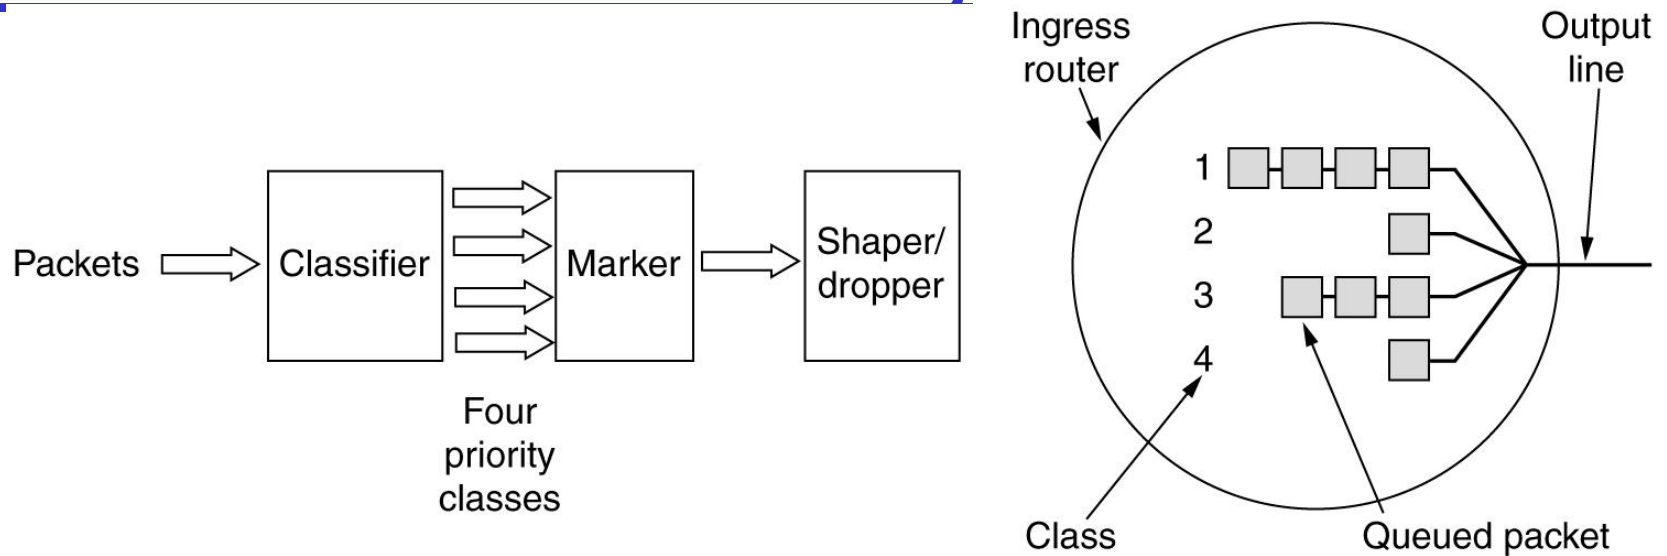 Packets
Classifier
Marker
Shaper/
dropper
Four
priority
classes
Ingress
router
Output
line
1
2
3
4
Class
Queued packet